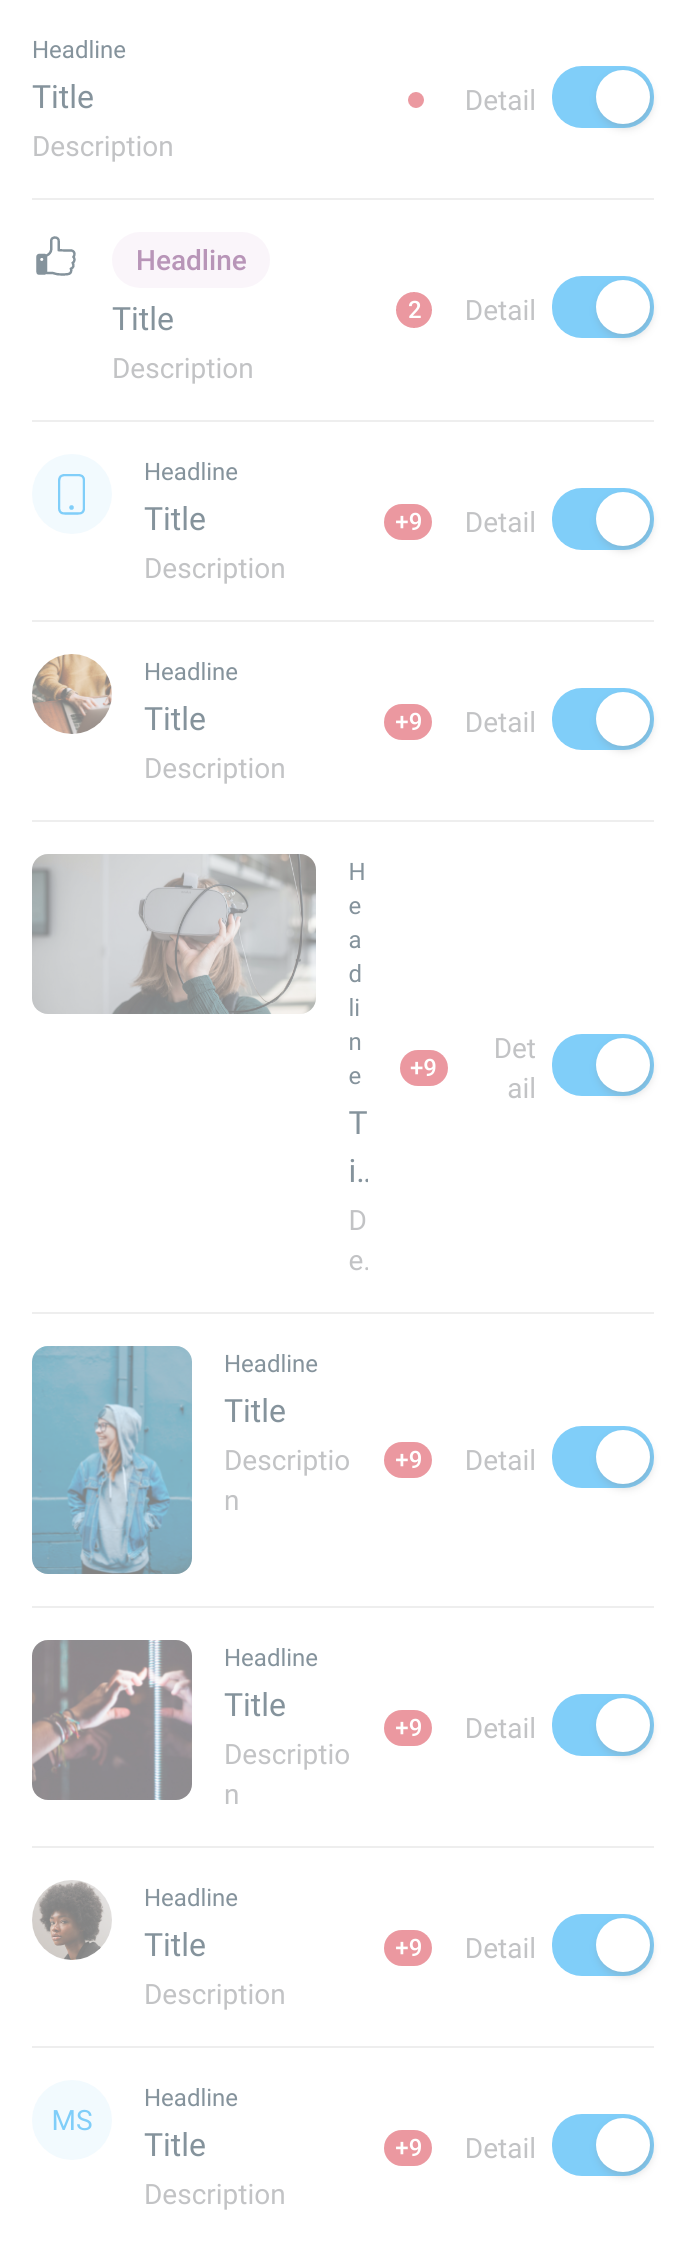 Headline
Title
Detail
Description
Headline
Title
2
Detail
Description
Headline
Title
+9
Detail
Description
Headline
Title
+9
Detail
Description
H
e
a
d
li
n
e
T
i..
D
e.
+9
Det
ail
Headline
Title
Descriptio
n
+9
Detail
Headline
Title
Descriptio
n
+9
Detail
Headline
Title
+9
Detail
Description
MS
Headline
Title
+9
Detail
Description